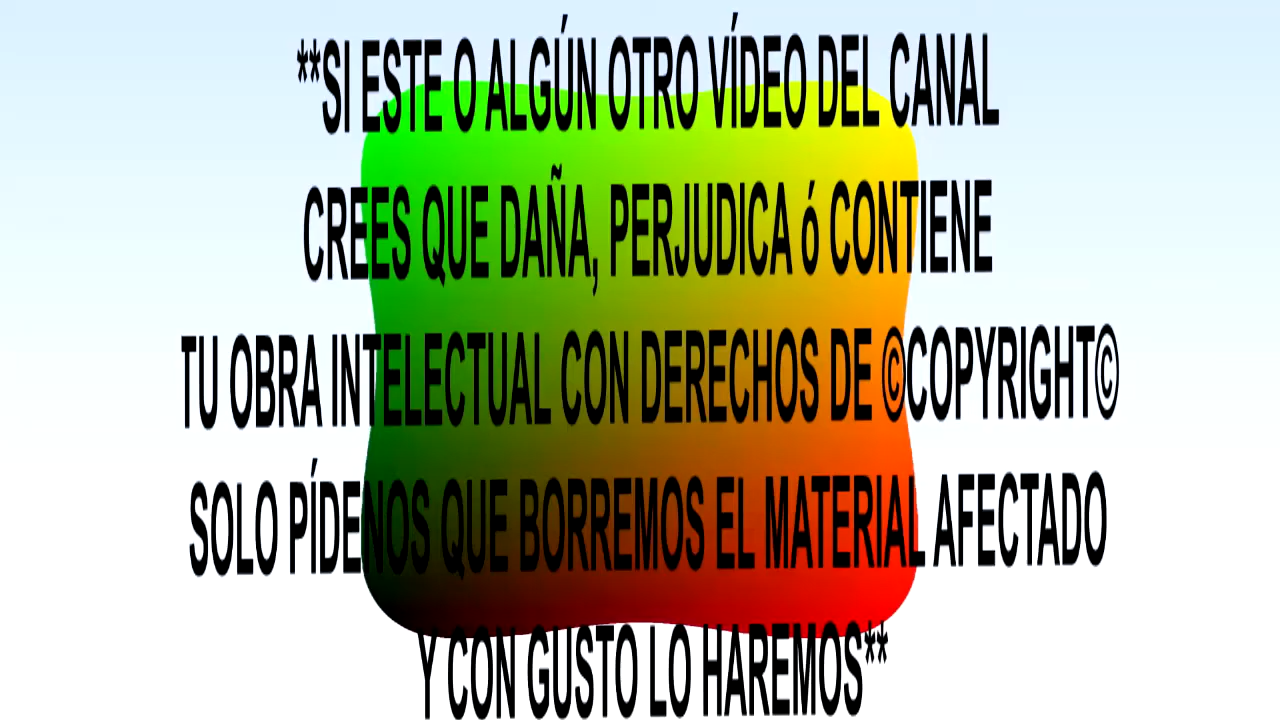 **SI ESTE O ALGÚN OTRO VÍDEO DEL CANAL
CREES QUE DAÑA, PERJUDICA ó CONTIENE
TU OBRA INTELECTUAL CON DERECHOS DE ©COPYRIGHT©
SOLO PÍDENOS QUE BORREMOS EL MATERIAL AFECTADO
Y CON GUSTO LO HAREMOS**